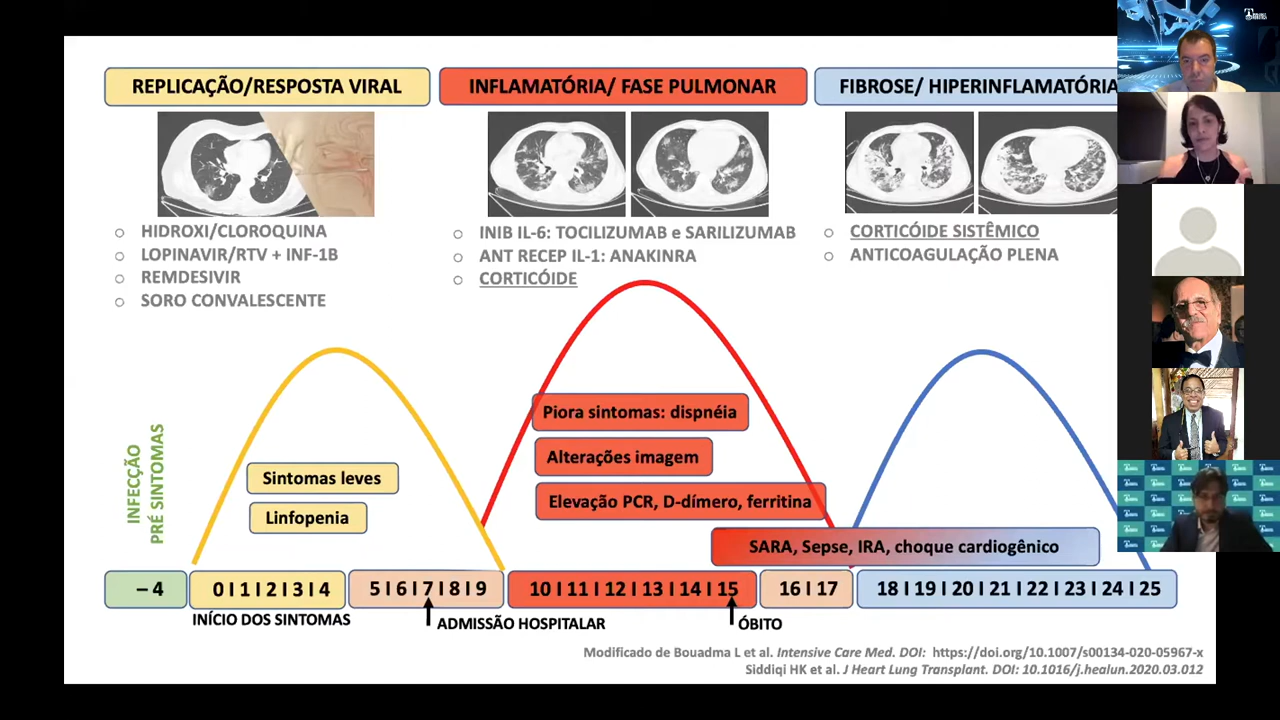 REPLICAÇÃO/RESPOSTA VIRAL
INFLAMATÓRIA/ FASE PULMONAR
FIBROSE/ HIPERINFLAMATÓRIA
○ HIDROXI/CLOROQUINA
○ LOPINAVIR/RTV + INF-1B
○ REMDESIVIR
○ SORO CONVALESCENTE
○ INIB IL-6: TOCILIZUMAB e SARILIZUMAB
○ ANT RECEP IL-1: ANAKINRA
○ CORTICÓIDE
○ CORTICÓIDE SISTÊMICO
○ ANTICOAGULAÇÃO PLENA
INFECÇÃO
PRÉ SINTOMAS
Sintomas leves
Linfopenia
Piora sintomas: dispnéia
Alterações imagem
Elevação PCR, D-dímero, ferritina
SARA, Sepse, IRA, choque cardiogênico
– 4
0 I 1 I 2 I 3 I 4
5 I 6 I 7 I 8 I 9
10 I 11 I 12 I 13 I 14 I 15
16 I 17
18 I 19 I 20 I 21 I 22 I 23 I 24 I 25
INÍCIO DOS SINTOMAS
ADMISSÃO HOSPITALAR
ÓBITO
Modificado de Bouadma L et al. Intensive Care Med. DOI: https://doi.org/10.1007/s00134-020-05967-x
Siddiqi HK et al. J Heart Lung Transplant. DOI: 10.1016/j.healun.2020.03.012